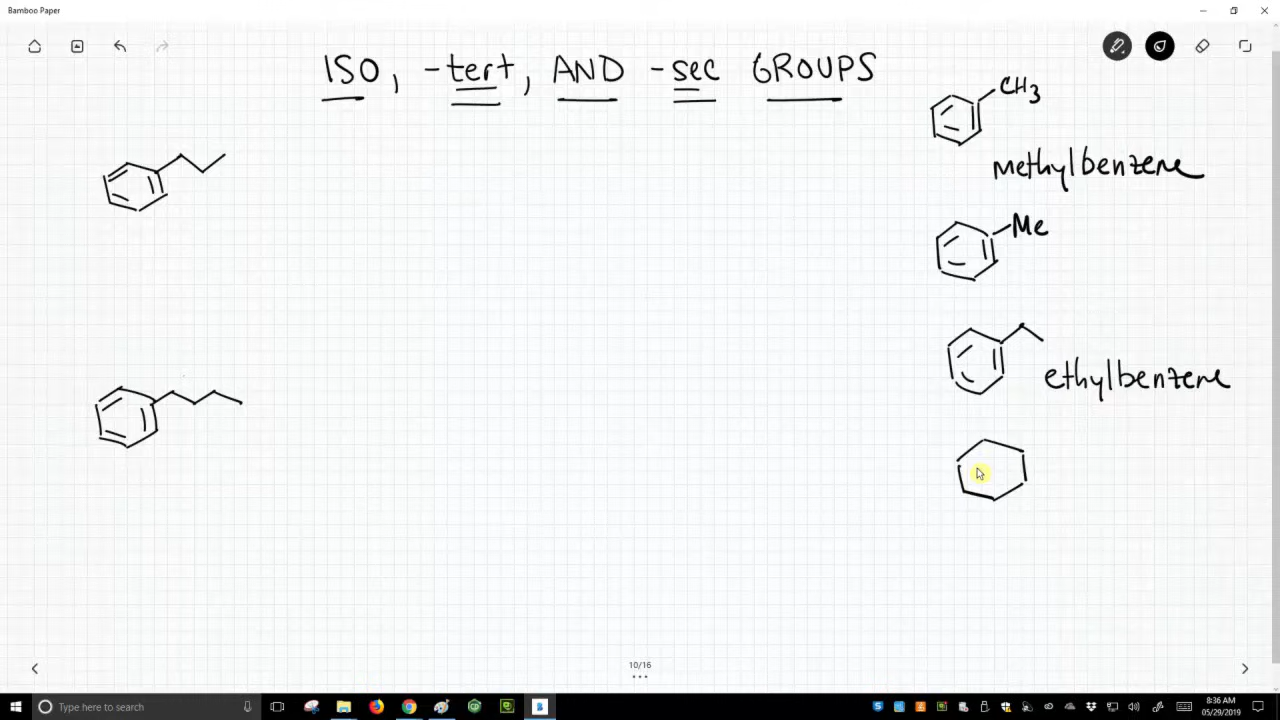 Bamboo Paper
ISO, -tert, AND -sec GROUPS
CH3
methylbenzene
Me
ethylbenzene
10/16
Type here to search
8:36 AM
05/29/2019